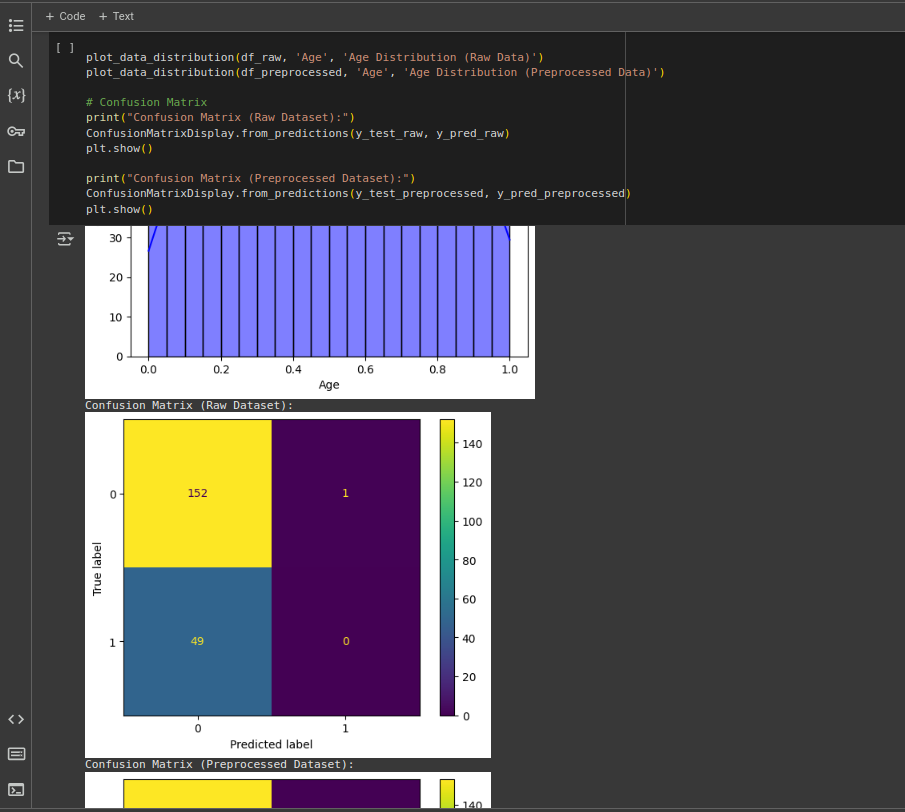 + Code + Text
[ ]
plot_data_distribution(df_raw, 'Age', 'Age Distribution (Raw Data)')
plot_data_distribution(df_preprocessed, 'Age', 'Age Distribution (Preprocessed Data)')
# Confusion Matrix
print("Confusion Matrix (Raw Dataset):")
ConfusionMatrixDisplay.from_predictions(y_test_raw, y_pred_raw)
plt.show()
print("Confusion Matrix (Preprocessed Dataset):")
ConfusionMatrixDisplay.from_predictions(y_test_preprocessed, y_pred_preprocessed)
plt.show()
{x}
30
20
10
0
0.0 0.2 0.4 0.6 0.8 1.0
Age
Confusion Matrix (Raw Dataset):
140
152 1
0
120
100
80
True label
60
49 0
1
40
20
0
0 1
Predicted label
Confusion Matrix (Preprocessed Dataset):
140